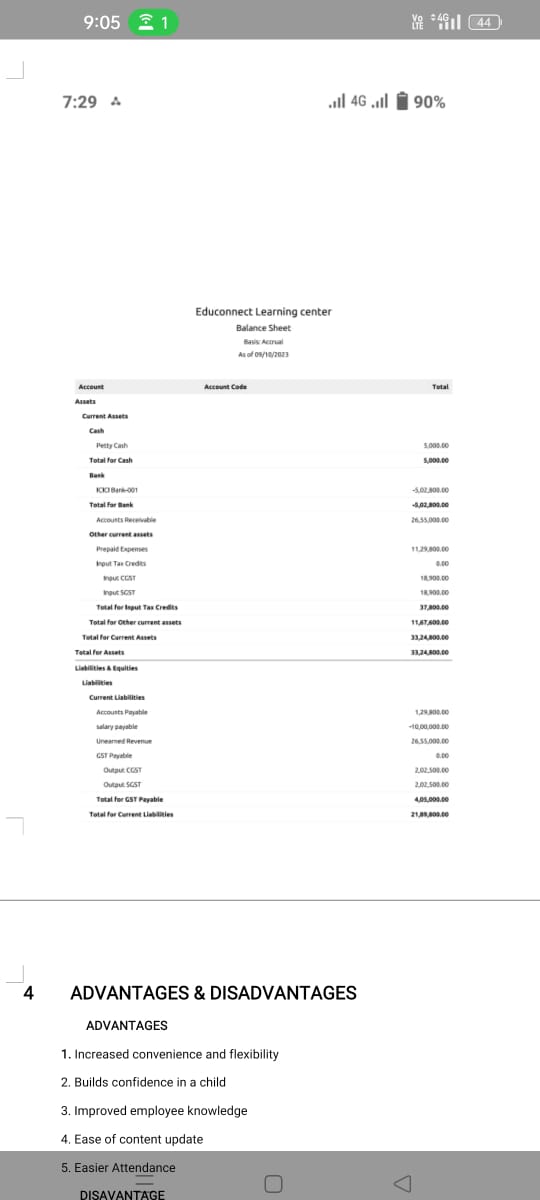 9:05 1 Vo LTE 4G 44
7:29 4G 90%
Educonnect Learning center
Balance Sheet
Basis: Accrual
As of 09/10/2023
Account Account Code Total
Assets
Current Assets
Cash
Petty Cash 5,000.00
Total for Cash 5,000.00
Bank
ICICI Bank-001 -5,02,800.00
Total for Bank -5,02,800.00
Accounts Receivable 26,55,000.00
Other current assets
Prepaid Expenses 11,29,800.00
Input Tax Credits 0.00
Input CGST 18,900.00
Input SGST 18,900.00
Total for Input Tax Credits 37,800.00
Total for Other current assets 11,67,600.00
Total for Current Assets 33,24,800.00
Total for Assets 33,24,800.00
Liabilities & Equities
Liabilities
Current Liabilities
Accounts Payable 1,29,800.00
salary payable -10,00,000.00
Unearned Revenue 26,55,000.00
GST Payable 0.00
Output CGST 2,02,500.00
Output SGST 2,02,500.00
Total for GST Payable 4,05,000.00
Total for Current Liabilities 21,89,800.00
4 ADVANTAGES & DISADVANTAGES
ADVANTAGES
1. Increased convenience and flexibility
2. Builds confidence in a child
3. Improved employee knowledge
4. Ease of content update
5. Easier Attendance
DISAVANTAGE